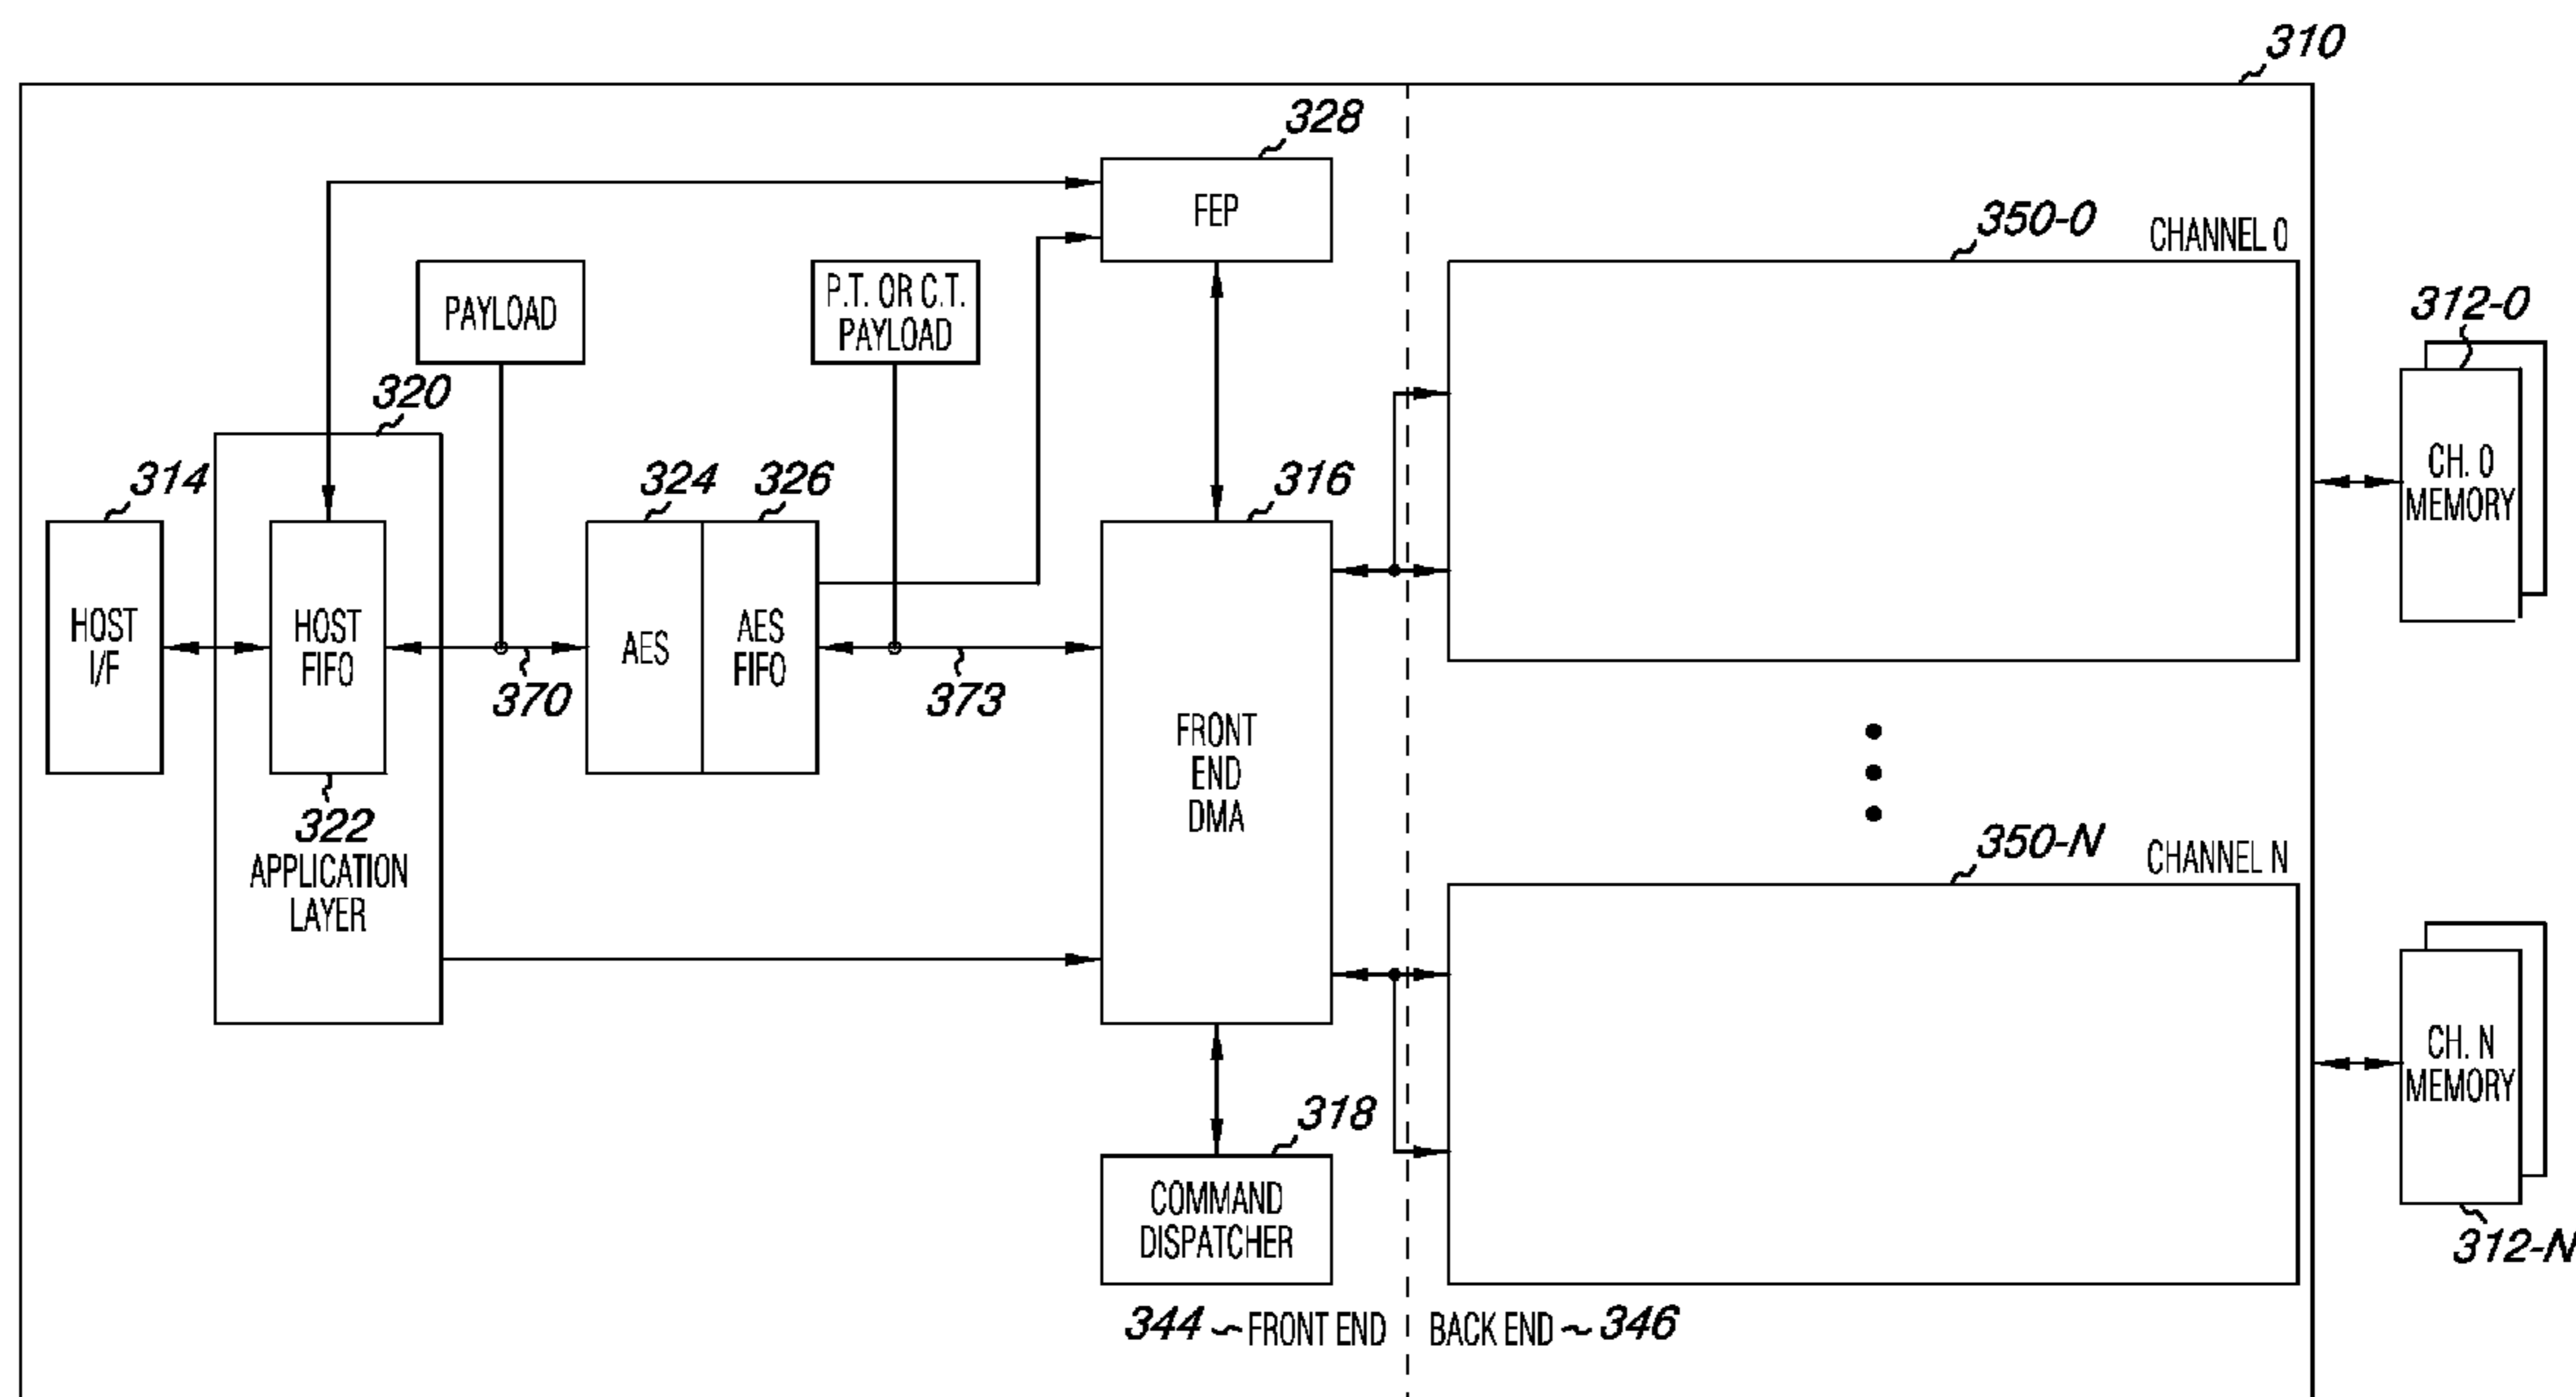 310
328
FEP
350-0
CHANNEL 0
PAYLOAD
P.T. OR C.T.
PAYLOAD
312-0
320
CH. 0
MEMORY
314
324
326
316
HOST
I/F
HOST
FIFO
AES
AES
FIFO
370
373
FRONT
END
DMA
322
APPLICATION
LAYER
350-N
CHANNEL N
CH. N
MEMORY
318
COMMAND
DISPATCHER
312-N
344
FRONT END
BACK END
346